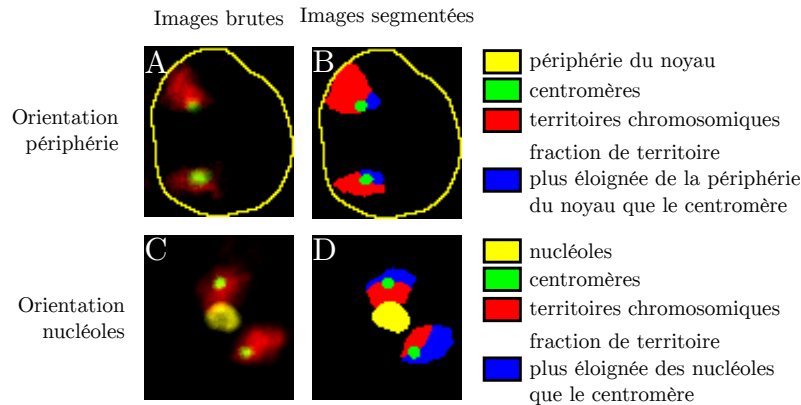 Images brutes
Images segmentées
Orientation
périphérie
A
B
périphérie du noyau
centromères
territoires chromosomiques
fraction de territoire
plus éloignée de la périphérie
du noyau que le centromère
Orientation
nucléoles
C
D
nucléoles
centromères
territoires chromosomiques
fraction de territoire
plus éloignée des nucléoles
que le centromère